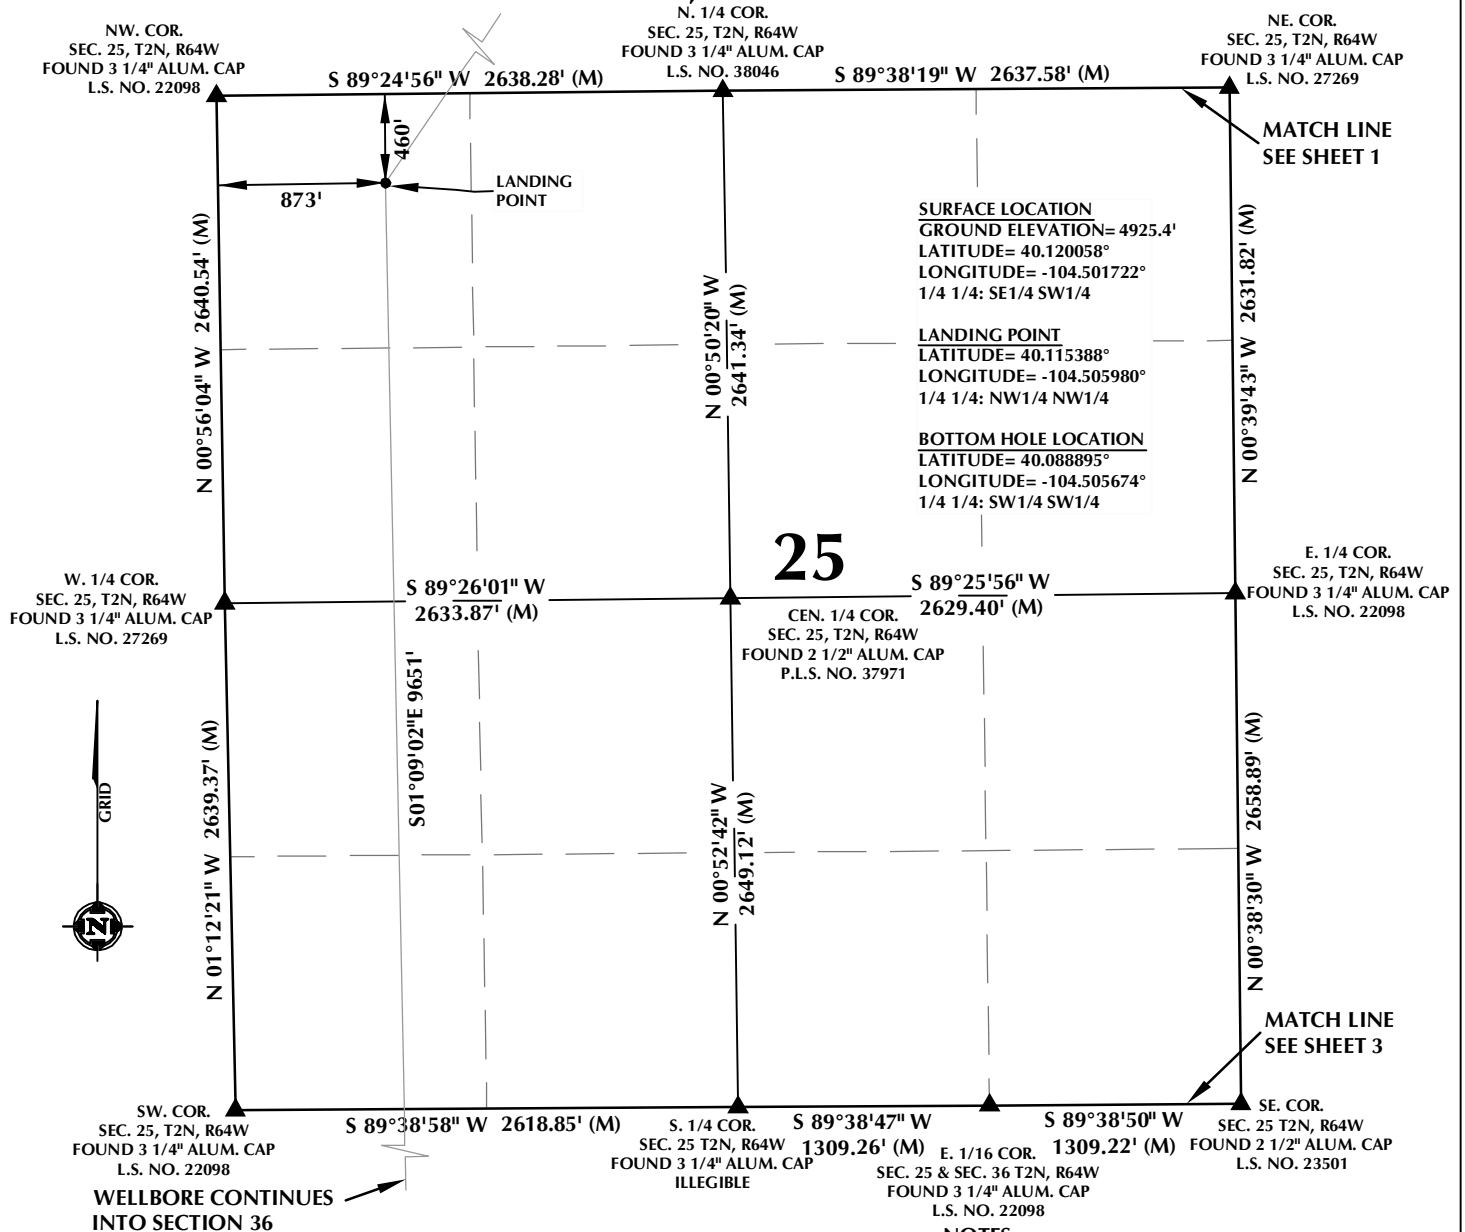 NW. COR.
SEC. 25, T2N, R64W
FOUND 3 1/4" ALUM. CAP
L.S. NO. 22098
N. 1/4 COR.
SEC. 25, T2N, R64W
FOUND 3 1/4" ALUM. CAP
L.S. NO. 38046
NE. COR.
SEC. 25, T2N, R64W
FOUND 3 1/4" ALUM. CAP
L.S. NO. 27269
S 89°24'56" W 2638.28' (M)
S 89°38'19" W 2637.58' (M)
MATCH LINE
SEE SHEET 1
460'
873'
LANDING
POINT
SURFACE LOCATION
GROUND ELEVATION= 4925.4'
LATITUDE= 40.120058°
LONGITUDE= -104.501722°
1/4 1/4: SE1/4 SW1/4
LANDING POINT
LATITUDE= 40.115388°
LONGITUDE= -104.505980°
1/4 1/4: NW1/4 NW1/4
BOTTOM HOLE LOCATION
LATITUDE= 40.088895°
LONGITUDE= -104.505674°
1/4 1/4: SW1/4 SW1/4
N 00°56'04" W 2640.54' (M)
N 00°50'20" W
2641.34' (M)
N 00°39'43" W 2631.82' (M)
25
W. 1/4 COR.
SEC. 25, T2N, R64W
FOUND 3 1/4" ALUM. CAP
L.S. NO. 27269
S 89°26'01" W
2633.87' (M)
S 89°25'56" W
2629.40' (M)
E. 1/4 COR.
SEC. 25, T2N, R64W
FOUND 3 1/4" ALUM. CAP
L.S. NO. 22098
CEN. 1/4 COR.
SEC. 25, T2N, R64W
FOUND 2 1/2" ALUM. CAP
P.L.S. NO. 37971
S01°09'02"E 9651'
GRID
N
N 01°12'21" W 2639.37' (M)
N 00°52'42" W
2649.12' (M)
N 00°38'30" W 2658.89' (M)
MATCH LINE
SEE SHEET 3
SW. COR.
SEC. 25, T2N, R64W
FOUND 3 1/4" ALUM. CAP
L.S. NO. 22098
S 89°38'58" W 2618.85' (M)
S. 1/4 COR.
SEC. 25 T2N, R64W
FOUND 3 1/4" ALUM. CAP
ILLEGIBLE
S 89°38'47" W
1309.26' (M)
E. 1/16 COR.
SEC. 25 & SEC. 36 T2N, R64W
FOUND 3 1/4" ALUM. CAP
L.S. NO. 22098
S 89°38'50" W
1309.22' (M)
SE. COR.
SEC. 25 T2N, R64W
FOUND 2 1/2" ALUM. CAP
L.S. NO. 23501
WELLBORE CONTINUES
INTO SECTION 36